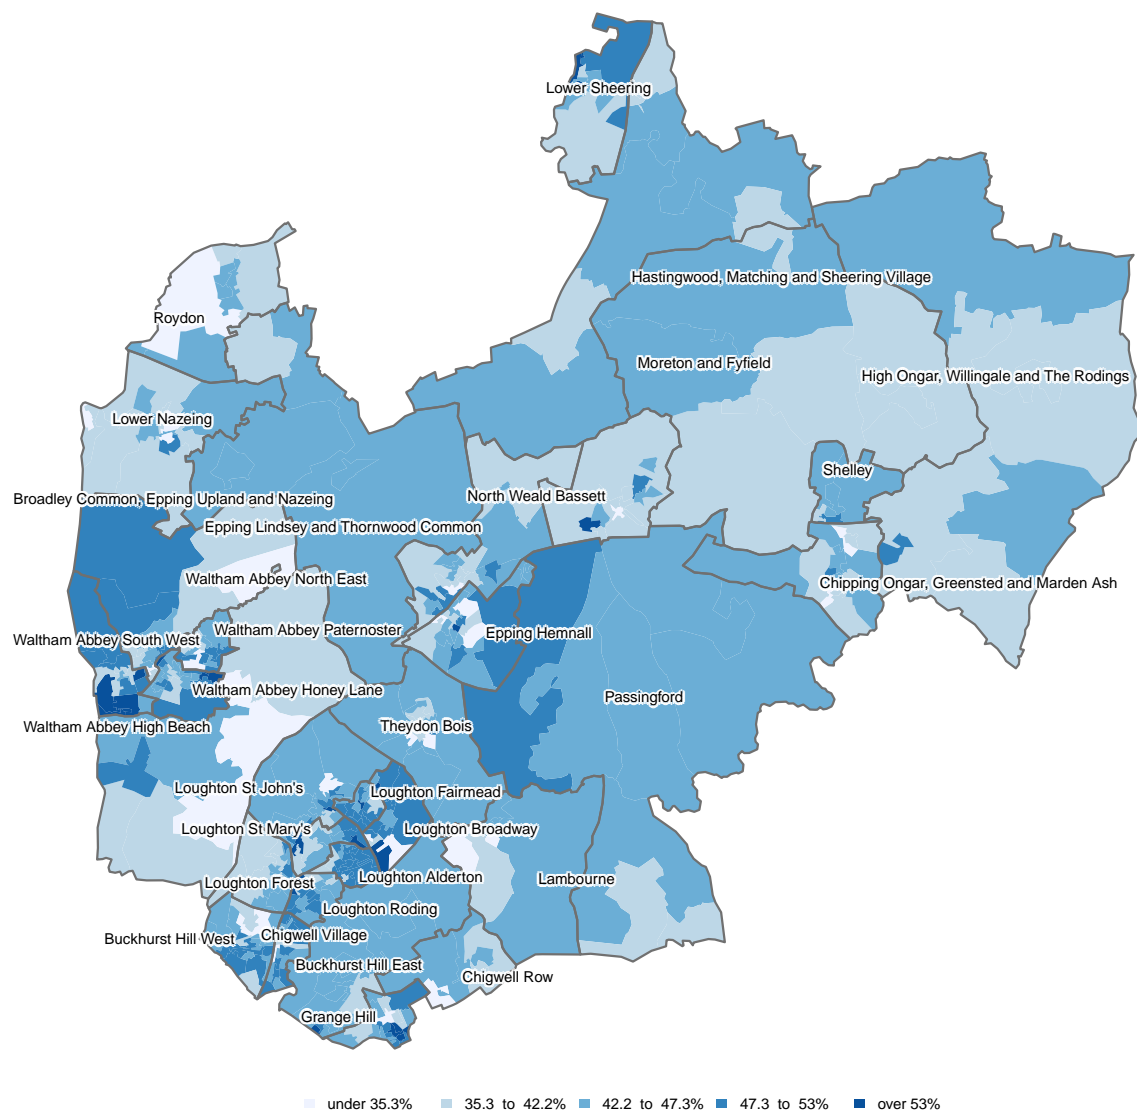 Lower Sheering
Hastingwood, Matching and Sheering Village
Roydon
Moreton and Fyfield
High Ongar, Willingale and The Rodings
Lower Nazeing
Shelley
Broadley Common, Epping Upland and Nazeing
North Weald Bassett
Epping Lindsey and Thornwood Common
Waltham Abbey North East
Chipping Ongar, Greensted and Marden Ash
Waltham Abbey South West
Waltham Abbey Paternoster
Epping Hemnall
Waltham Abbey Honey Lane
Passingford
Waltham Abbey High Beach
Theydon Bois
Loughton St John's
Loughton Fairmead
Loughton St Mary's
Loughton Broadway
Loughton Forest
Loughton Alderton
Lambourne
Loughton Roding
Buckhurst Hill West
Chigwell Village
Buckhurst Hill East
Chigwell Row
Grange Hill
under 35.3% 35.3 to 42.2% 42.2 to 47.3% 47.3 to 53% over 53%